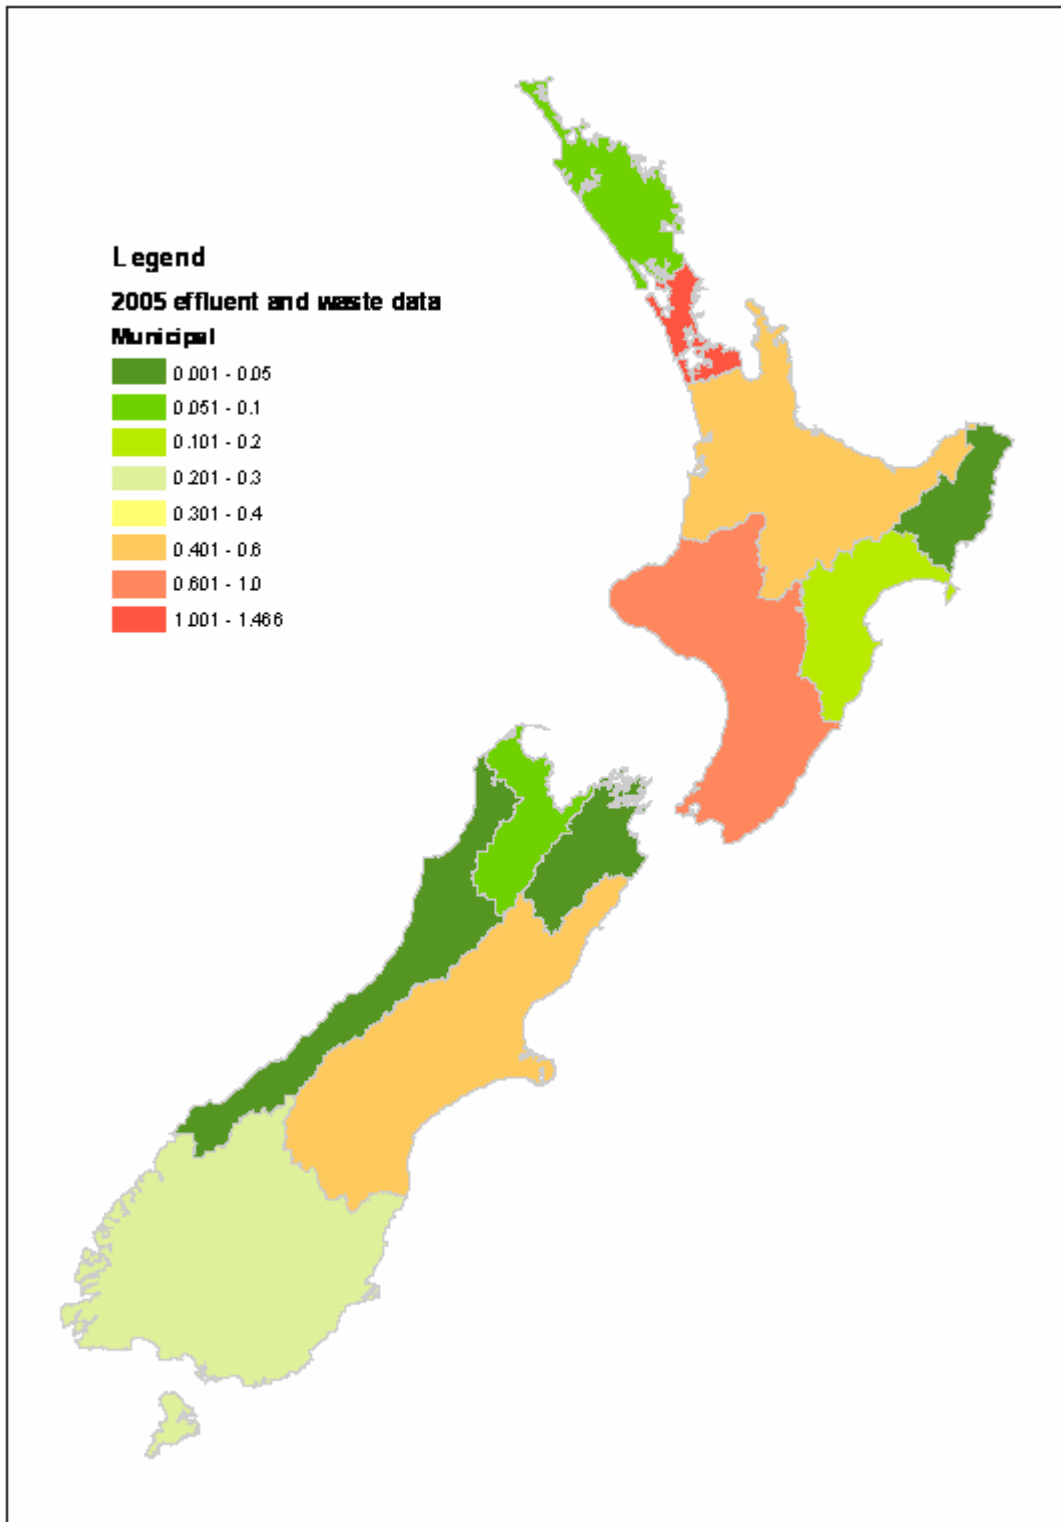 Legend
2005 effluent and waste data
Municipal
0.001 - 0.05
0.051 - 0.1
0.101 - 0.2
0.201 - 0.3
0.301 - 0.4
0.401 - 0.6
0.601 - 1.0
1.001 - 1.466